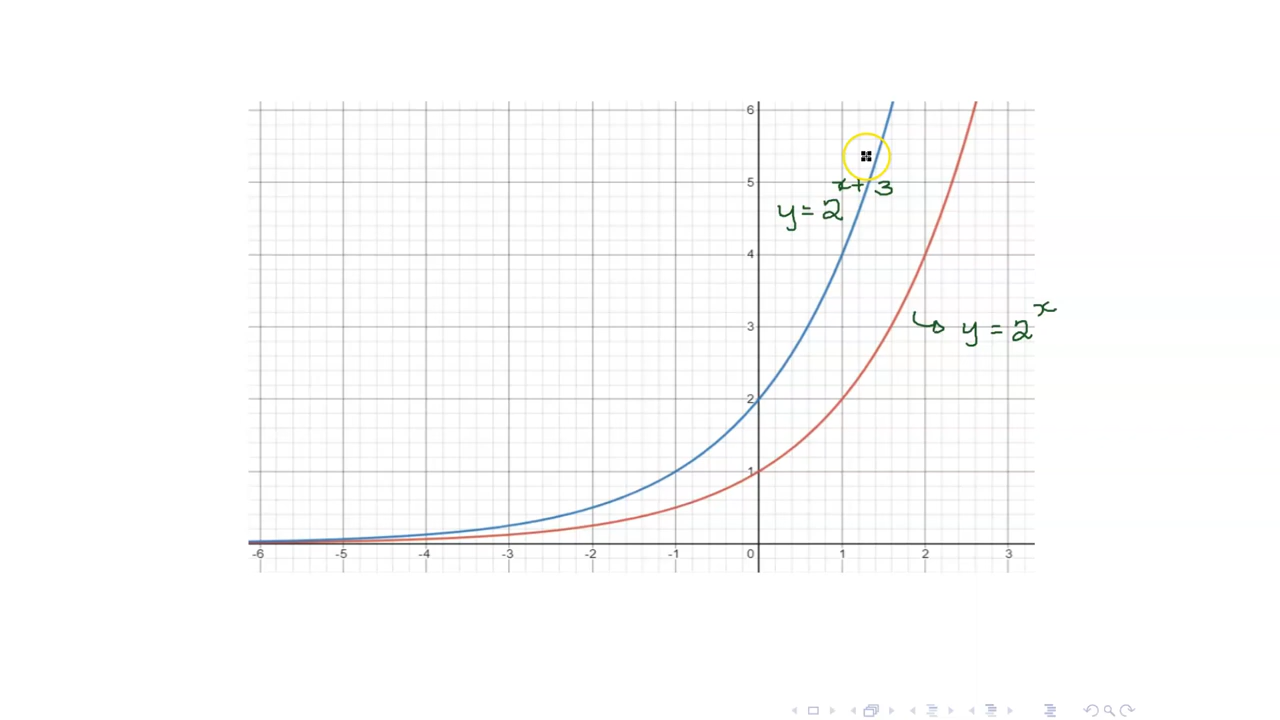 6
5
y = 2^{x+3}
4
3
y = 2^x
2
1
-6 -5 -4 -3 -2 -1 0 1 2 3